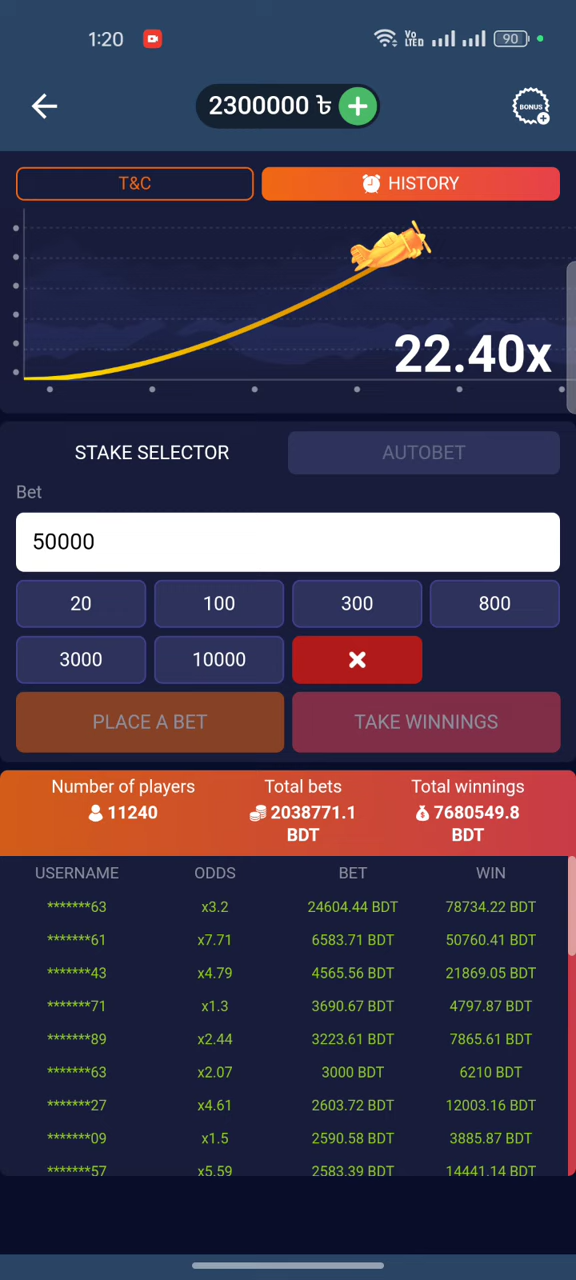 1:20
Vo LTED
90
2300000 ৳
BONUS
T&C
HISTORY
22.40x
STAKE SELECTOR
AUTOBET
Bet
50000
20 100 300 800
3000 10000
PLACE A BET TAKE WINNINGS
Number of players Total bets Total winnings
11240 2038771.1 BDT 7680549.8 BDT
USERNAME ODDS BET WIN
*******63 x3.2 24604.44 BDT 78734.22 BDT
*******61 x7.71 6583.71 BDT 50760.41 BDT
*******43 x4.79 4565.56 BDT 21869.05 BDT
*******71 x1.3 3690.67 BDT 4797.87 BDT
*******89 x2.44 3223.61 BDT 7865.61 BDT
*******63 x2.07 3000 BDT 6210 BDT
*******27 x4.61 2603.72 BDT 12003.16 BDT
*******09 x1.5 2590.58 BDT 3885.87 BDT
*******57 x5.59 2583.39 BDT 14441.14 BDT